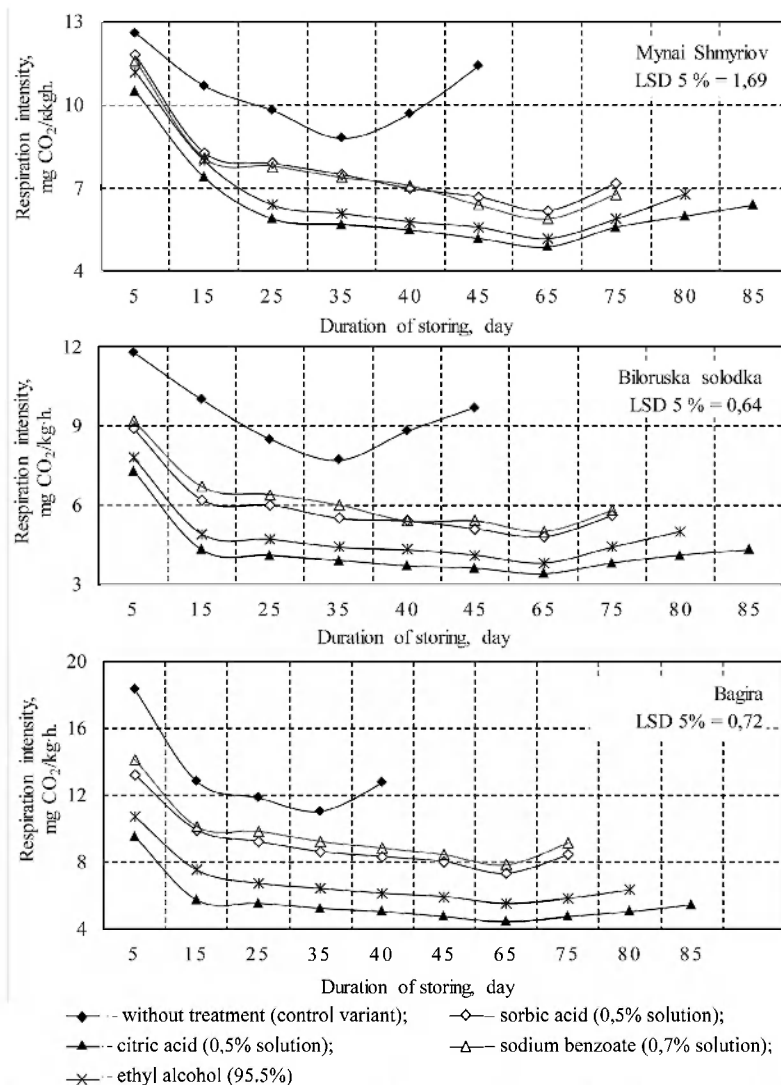 13
10
7
4
Respiration intensity,
mg CO₂/ккgh.
Mynai Shmyriov
LSD 5 % = 1,69
5 15 25 35 40 45 65 75 80 85
Duration of storing, day
12
9
6
3
Respiration intensity,
mg CO₂/kg·h.
Biloruska solodka
LSD 5 % = 0,64
5 15 25 35 40 45 65 75 80 85
Duration of storing, day
20
16
12
8
4
Respiration intensity,
mg CO₂/kg·h.
Bagira
LSD 5% = 0,72
5 15 25 35 40 45 65 75 80 85
Duration of storing, day
- without treatment (control variant);
- sorbic acid (0,5% solution);
- citric acid (0,5% solution);
- sodium benzoate (0,7% solution);
- ethyl alcohol (95.5%)